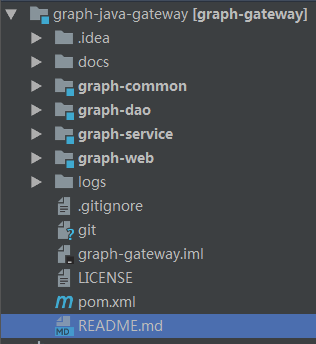 graph-java-gateway [graph-gateway]
.idea
docs
graph-common
graph-dao
graph-service
graph-web
logs
.gitignore
git
graph-gateway.iml
LICENSE
pom.xml
README.md